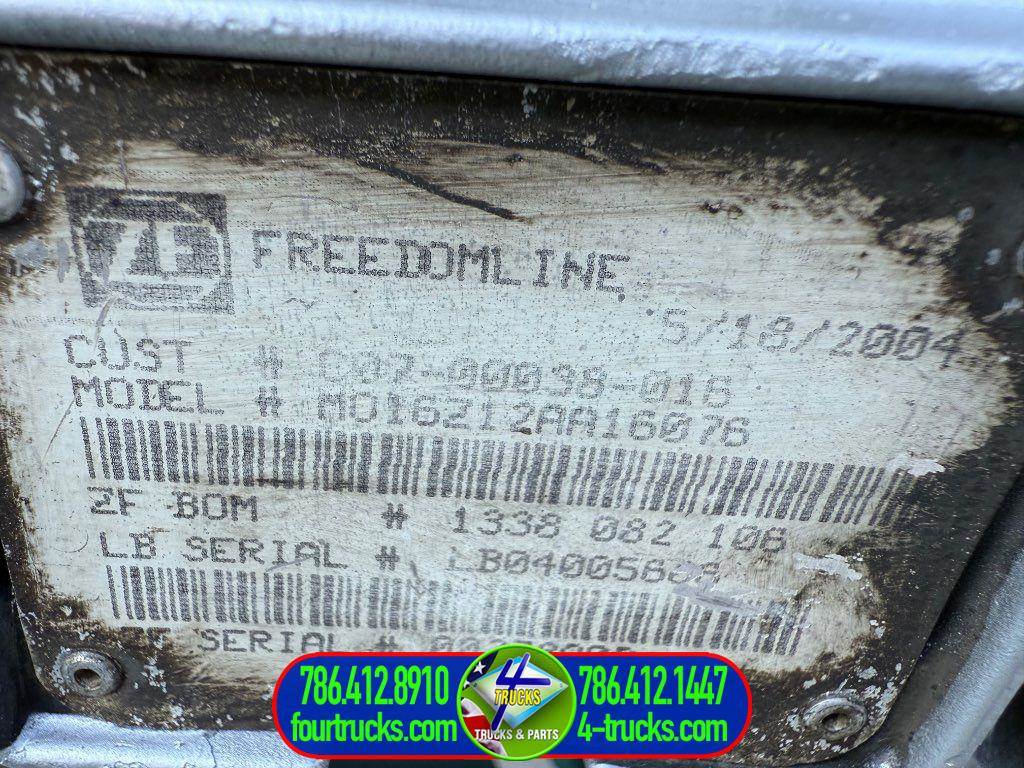 ZF FREEDOMLINE
5/18/2004
CUST # C07-00038-016
MODEL # MO16212AA16076
ZF BOM # 1338 082 108
LB SERIAL #
SERIAL #
786.412.8910
fourtrucks.com
4 TRUCKS
TRUCKS & PARTS
786.412.1447
4-trucks.com